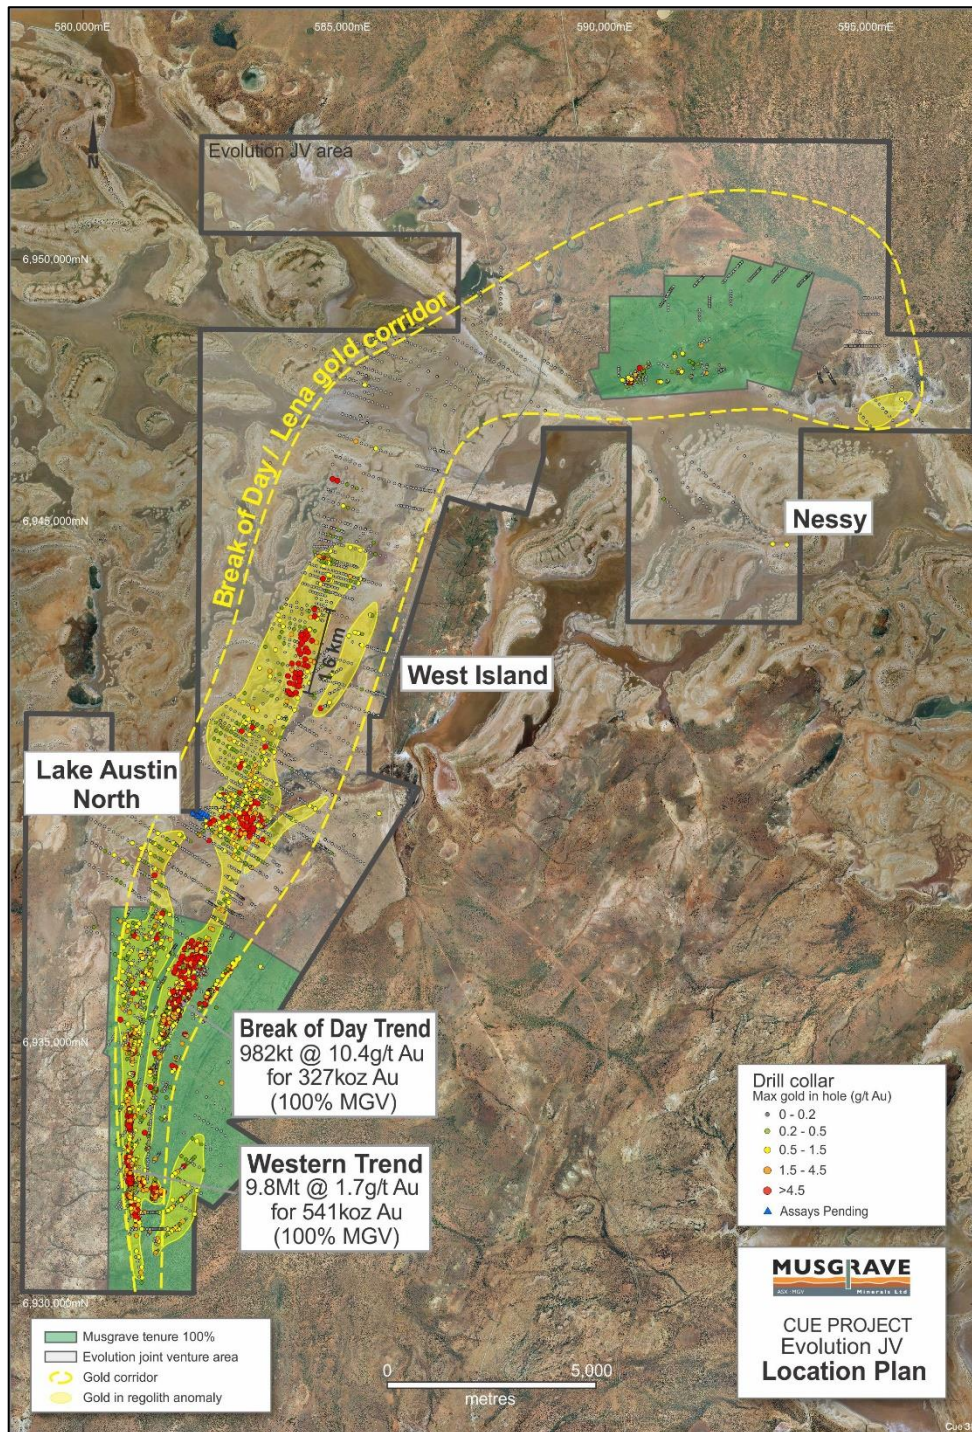 580,000mE
585,000mE
590,000mE
595,000mE
N
Evolution JV area
6,950,000mN
Break of Day / Lena gold corridor
6,945,000mN
Nessy
1.6 km
West Island
Lake Austin
North
Break of Day Trend
982kt @ 10.4g/t Au
for 327koz Au
(100% MGV)
6,935,000mN
Western Trend
9.8Mt @ 1.7g/t Au
for 541koz Au
(100% MGV)
Drill collar
Max gold in hole (g/t Au)
0 - 0.2
0.2 - 0.5
0.5 - 1.5
1.5 - 4.5
>4.5
Assays Pending
MUSGRAVE
ASX : MGV Minerals Ltd
CUE PROJECT
Evolution JV
Location Plan
6,930,000mN
Musgrave tenure 100%
Evolution joint venture area
Gold corridor
Gold in regolith anomaly
0 5,000
metres